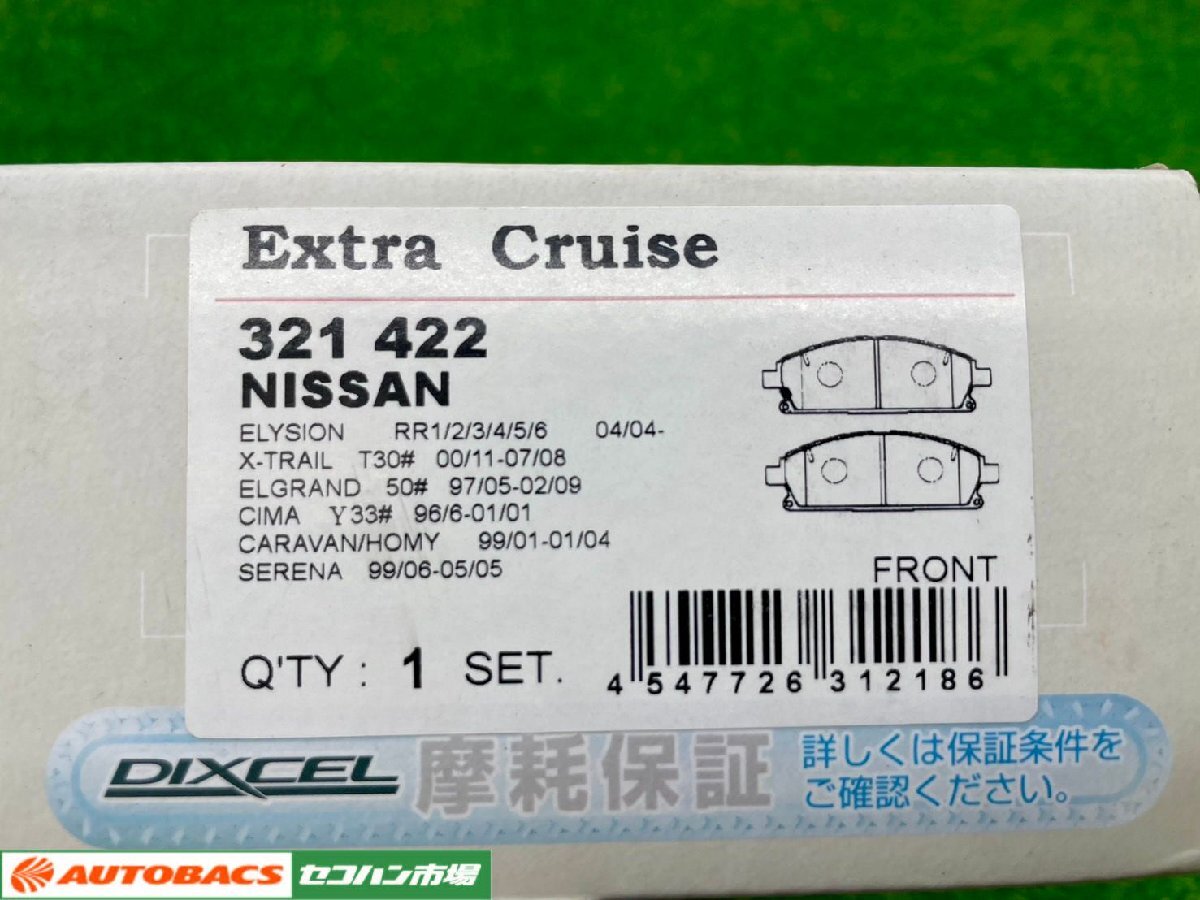 Extra Cruise
321 422
NISSAN
ELYSION RR1/2/3/4/5/6 04/04-
X-TRAIL T30# 00/11-07/08
ELGRAND 50# 97/05-02/09
CIMA Y33# 96/6-01/01
CARAVAN/HOMY 99/01-01/04
SERENA 99/06-05/05
FRONT
Q'TY : 1 SET.
4 547726 312186
DIXCEL 摩耗保証
詳しくは保証条件を
ご確認ください。
AUTOBACS セコハン市場